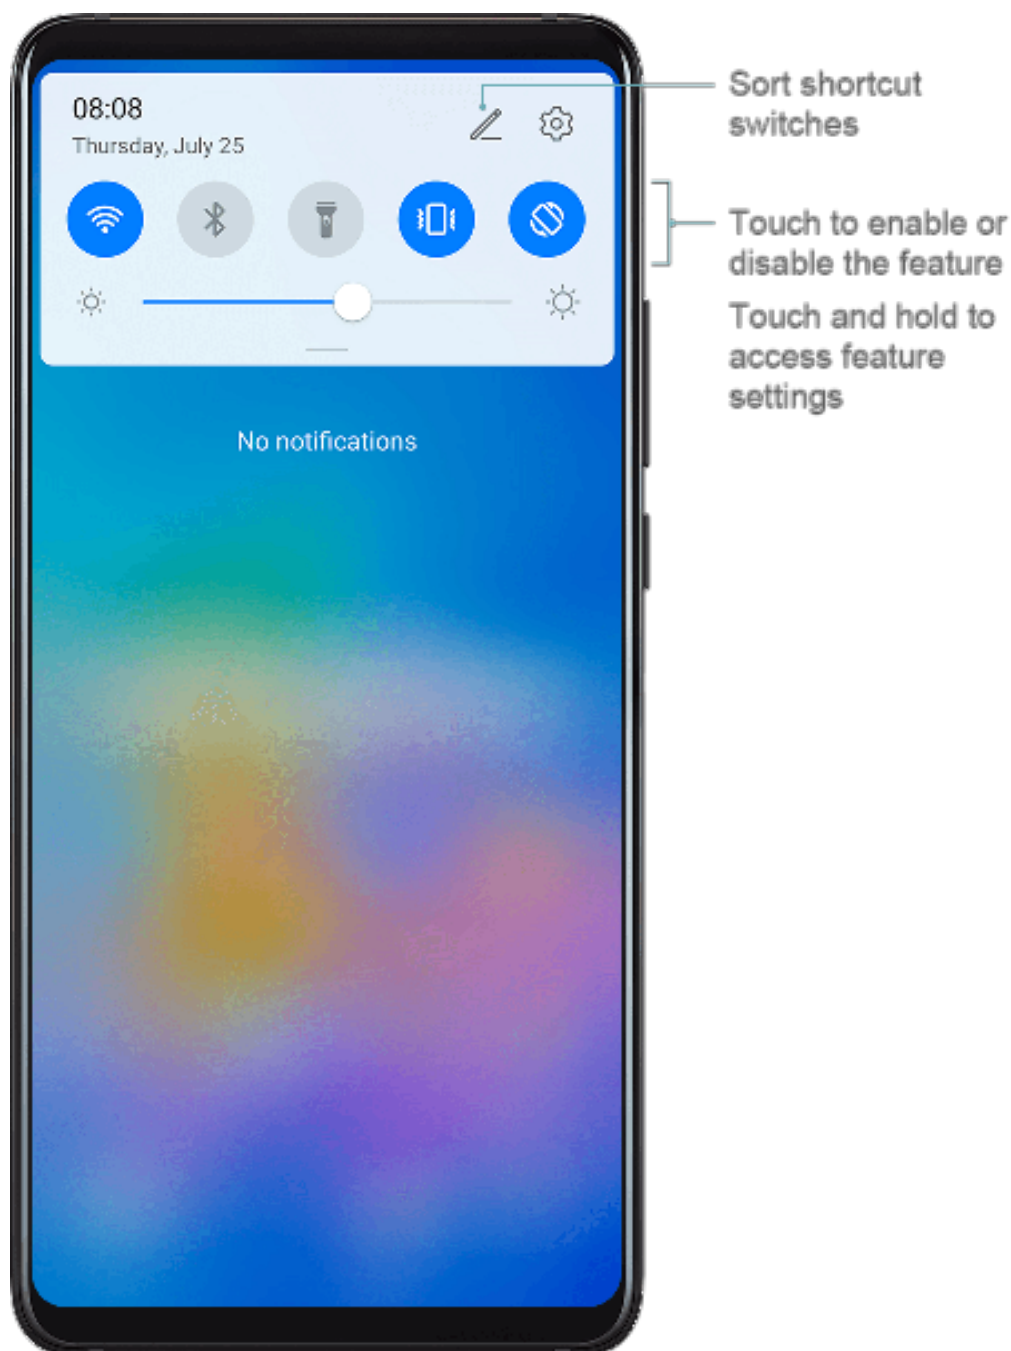 08:08
Thursday, July 25
No notifications
Sort shortcut
switches
Touch to enable or
disable the feature
Touch and hold to
access feature
settings